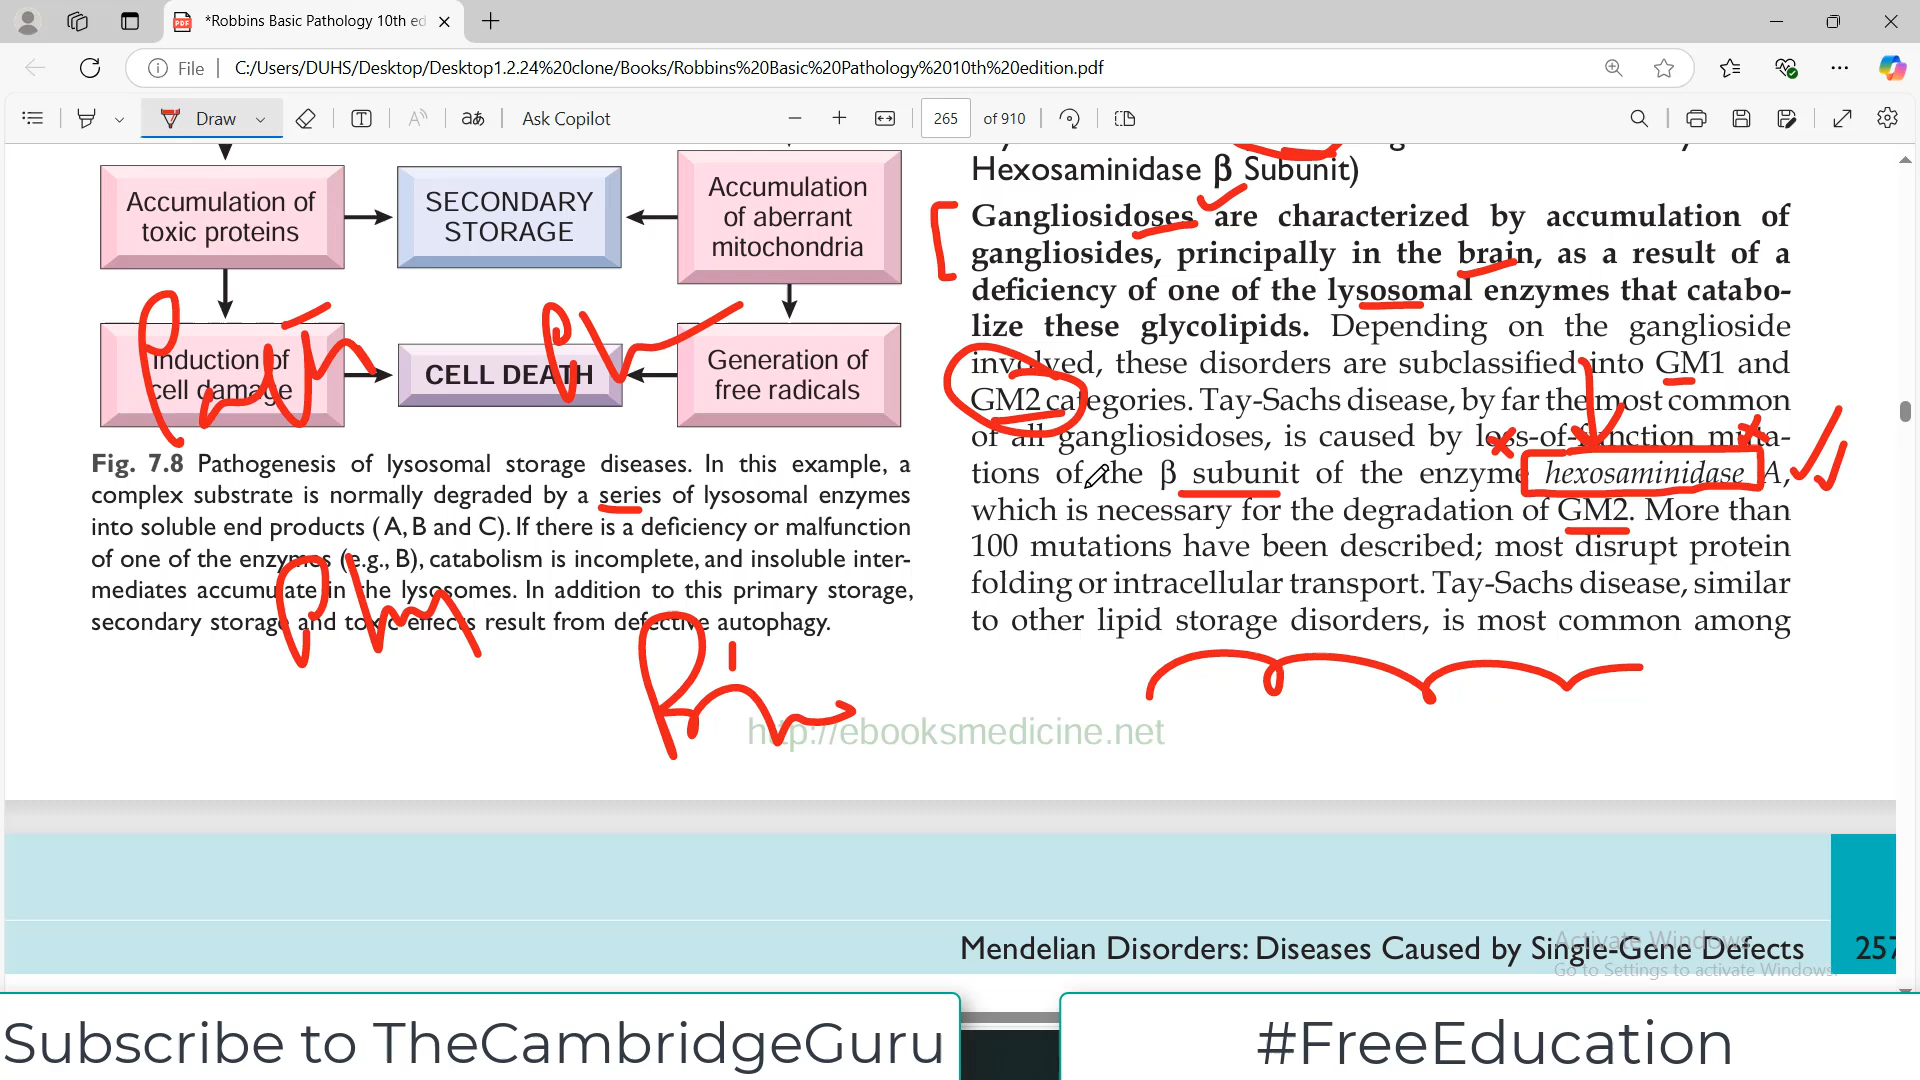 *Robbins Basic Pathology 10th ed
File
C:/Users/DUHS/Desktop/Desktop1.2.24%20clone/Books/Robbins%20Basic%20Pathology%2010th%20edition.pdf
Draw
Ask Copilot
265 of 910
Accumulation of
toxic proteins
SECONDARY
STORAGE
Accumulation
of aberrant
mitochondria
Induction of
cell damage
CELL DEATH
Generation of
free radicals
Fig. 7.8 Pathogenesis of lysosomal storage diseases. In this example, a
complex substrate is normally degraded by a series of lysosomal enzymes
into soluble end products (A, B and C). If there is a deficiency or malfunction
of one of the enzymes (e.g., B), catabolism is incomplete, and insoluble inter-
mediates accumulate in the lysosomes. In addition to this primary storage,
secondary storage and toxic effects result from defective autophagy.
Hexosaminidase β Subunit)
Gangliosidoses are characterized by accumulation of
gangliosides, principally in the brain, as a result of a
deficiency of one of the lysosomal enzymes that catabo-
lize these glycolipids. Depending on the ganglioside
involved, these disorders are subclassified into GM1 and
GM2 categories. Tay-Sachs disease, by far the most common
of all gangliosidoses, is caused by loss-of-function muta-
tions of the β subunit of the enzyme hexosaminidase A,
which is necessary for the degradation of GM2. More than
100 mutations have been described; most disrupt protein
folding or intracellular transport. Tay-Sachs disease, similar
to other lipid storage disorders, is most common among
http://ebooksmedicine.net
Mendelian Disorders: Diseases Caused by Single-Gene Defects 257
Activate Windows
Go to Settings to activate Windows.
Subscribe to TheCambridgeGuru
#FreeEducation